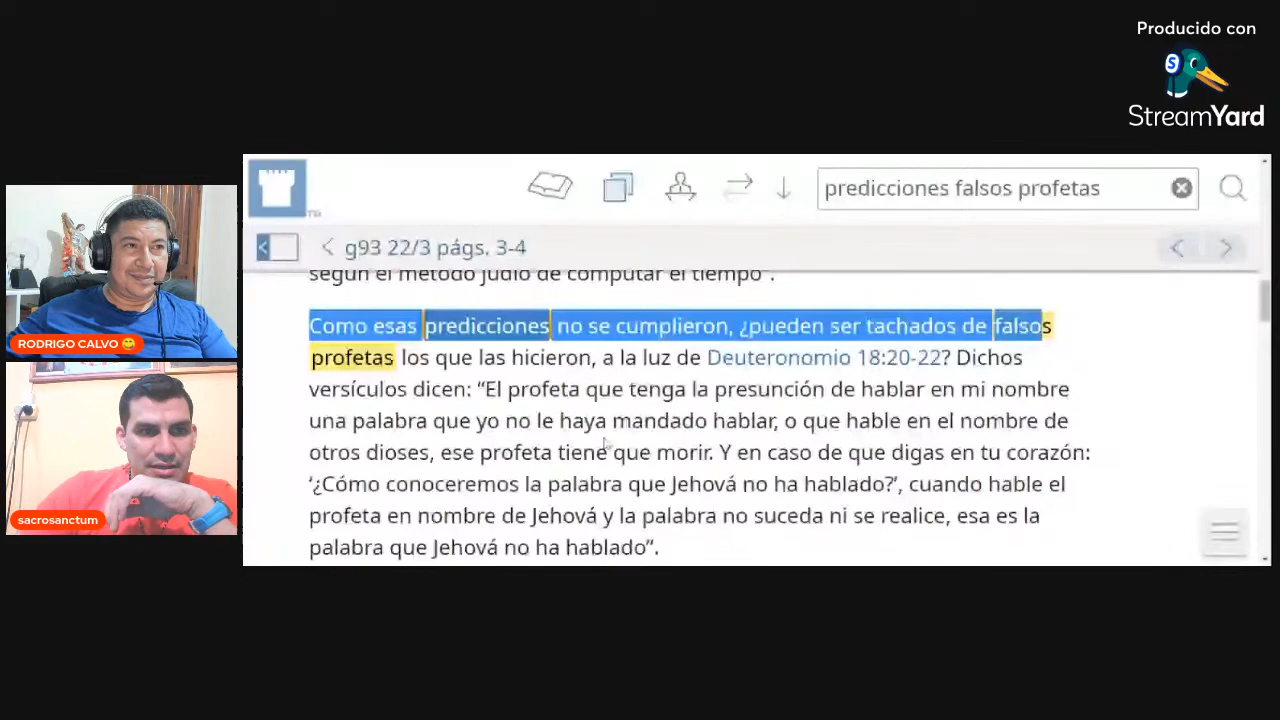 Producido con
StreamYard
predicciones falsos profetas
g93 22/3 págs. 3-4
según el método judío de computar el tiempo”.
Como esas predicciones no se cumplieron, ¿pueden ser tachados de falsos
profetas los que las hicieron, a la luz de Deuteronomio 18:20-22? Dichos
versículos dicen: “El profeta que tenga la presunción de hablar en mi nombre
una palabra que yo no le haya mandado hablar, o que hable en el nombre de
otros dioses, ese profeta tiene que morir. Y en caso de que digas en tu corazón:
‘¿Cómo conoceremos la palabra que Jehová no ha hablado?’, cuando hable el
profeta en nombre de Jehová y la palabra no suceda ni se realice, esa es la
palabra que Jehová no ha hablado”.
RODRIGO CALVO 😋
sacrosanctum